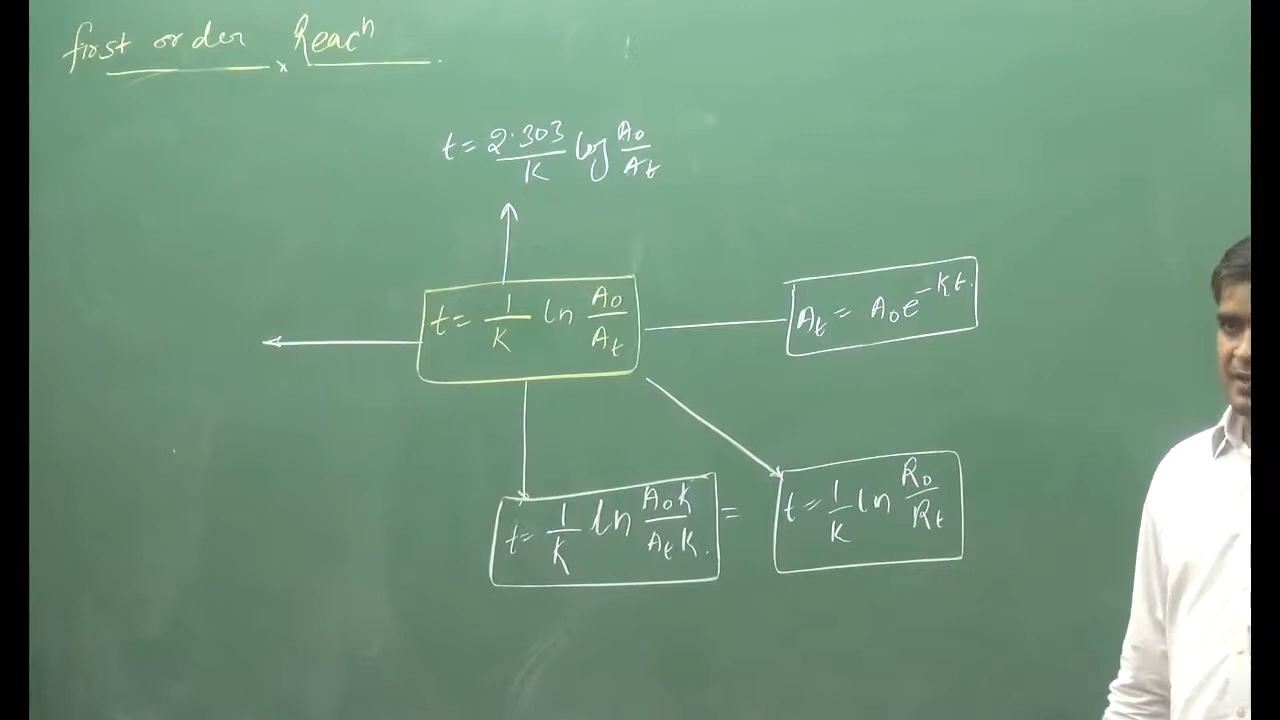 first order Reacⁿ
t = 2.303/K log A₀/Aₜ
t = 1/K ln A₀/Aₜ
Aₜ = A₀e^-Kt.
t = 1/K ln A₀K/AₜK. = t = 1/K ln R₀/Rₜ